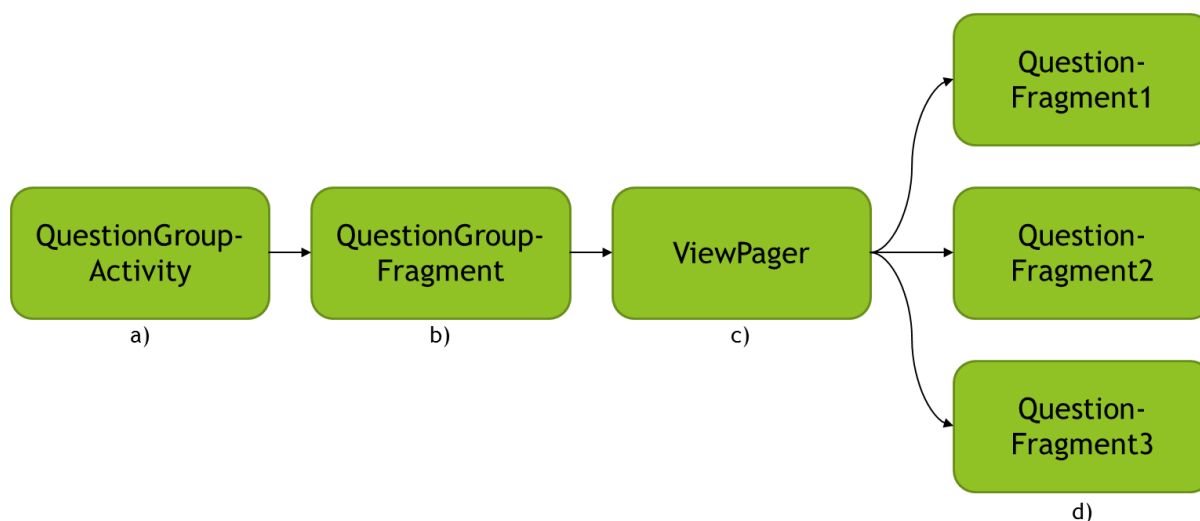 QuestionGroup-
Activity
a)
QuestionGroup-
Fragment
b)
ViewPager
c)
Question-
Fragment1
Question-
Fragment2
Question-
Fragment3
d)